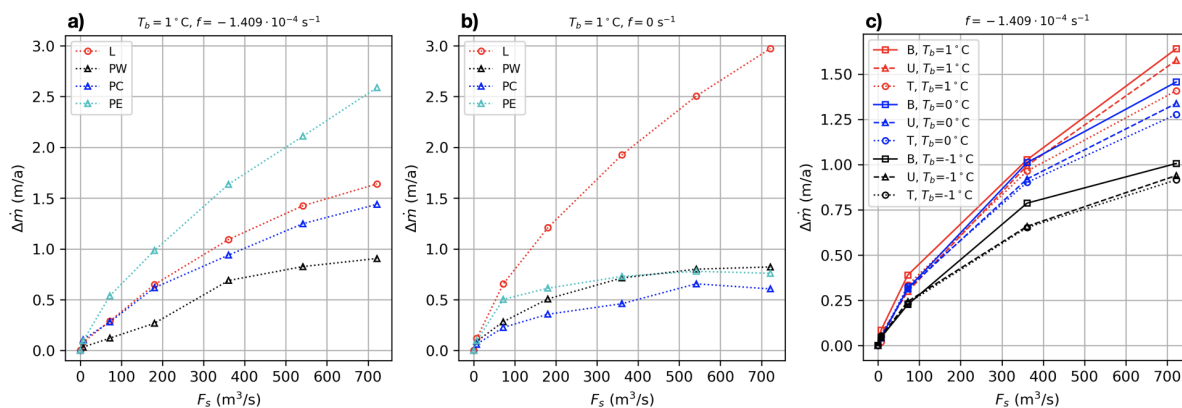 a)
T_b = 1°C, f = −1.409 · 10⁻⁴ s⁻¹
3.0
2.5
2.0
1.5
1.0
0.5
0.0
Δṁ (m/a)
L
PW
PC
PE
0 100 200 300 400 500 600 700
F_s (m³/s)
b)
T_b = 1°C, f = 0 s⁻¹
3.0
2.5
2.0
1.5
1.0
0.5
0.0
Δṁ (m/a)
L
PW
PC
PE
0 100 200 300 400 500 600 700
F_s (m³/s)
c)
f = −1.409 · 10⁻⁴ s⁻¹
1.50
1.25
1.00
0.75
0.50
0.25
0.00
Δṁ (m/a)
B, T_b=1°C
U, T_b=1°C
T, T_b=1°C
B, T_b=0°C
U, T_b=0°C
T, T_b=0°C
B, T_b=-1°C
U, T_b=-1°C
T, T_b=-1°C
0 100 200 300 400 500 600 700
F_s (m³/s)